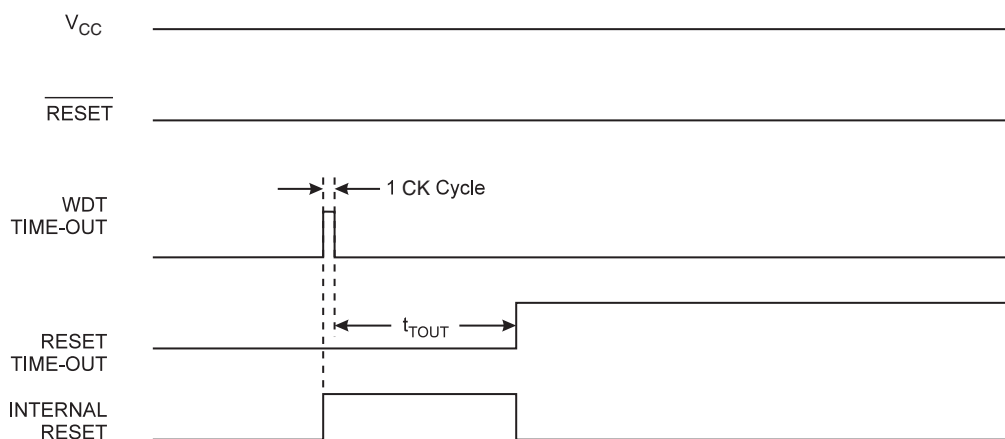 VCC
RESET
1 CK Cycle
WDT
TIME-OUT
tTOUT
RESET
TIME-OUT
INTERNAL
RESET